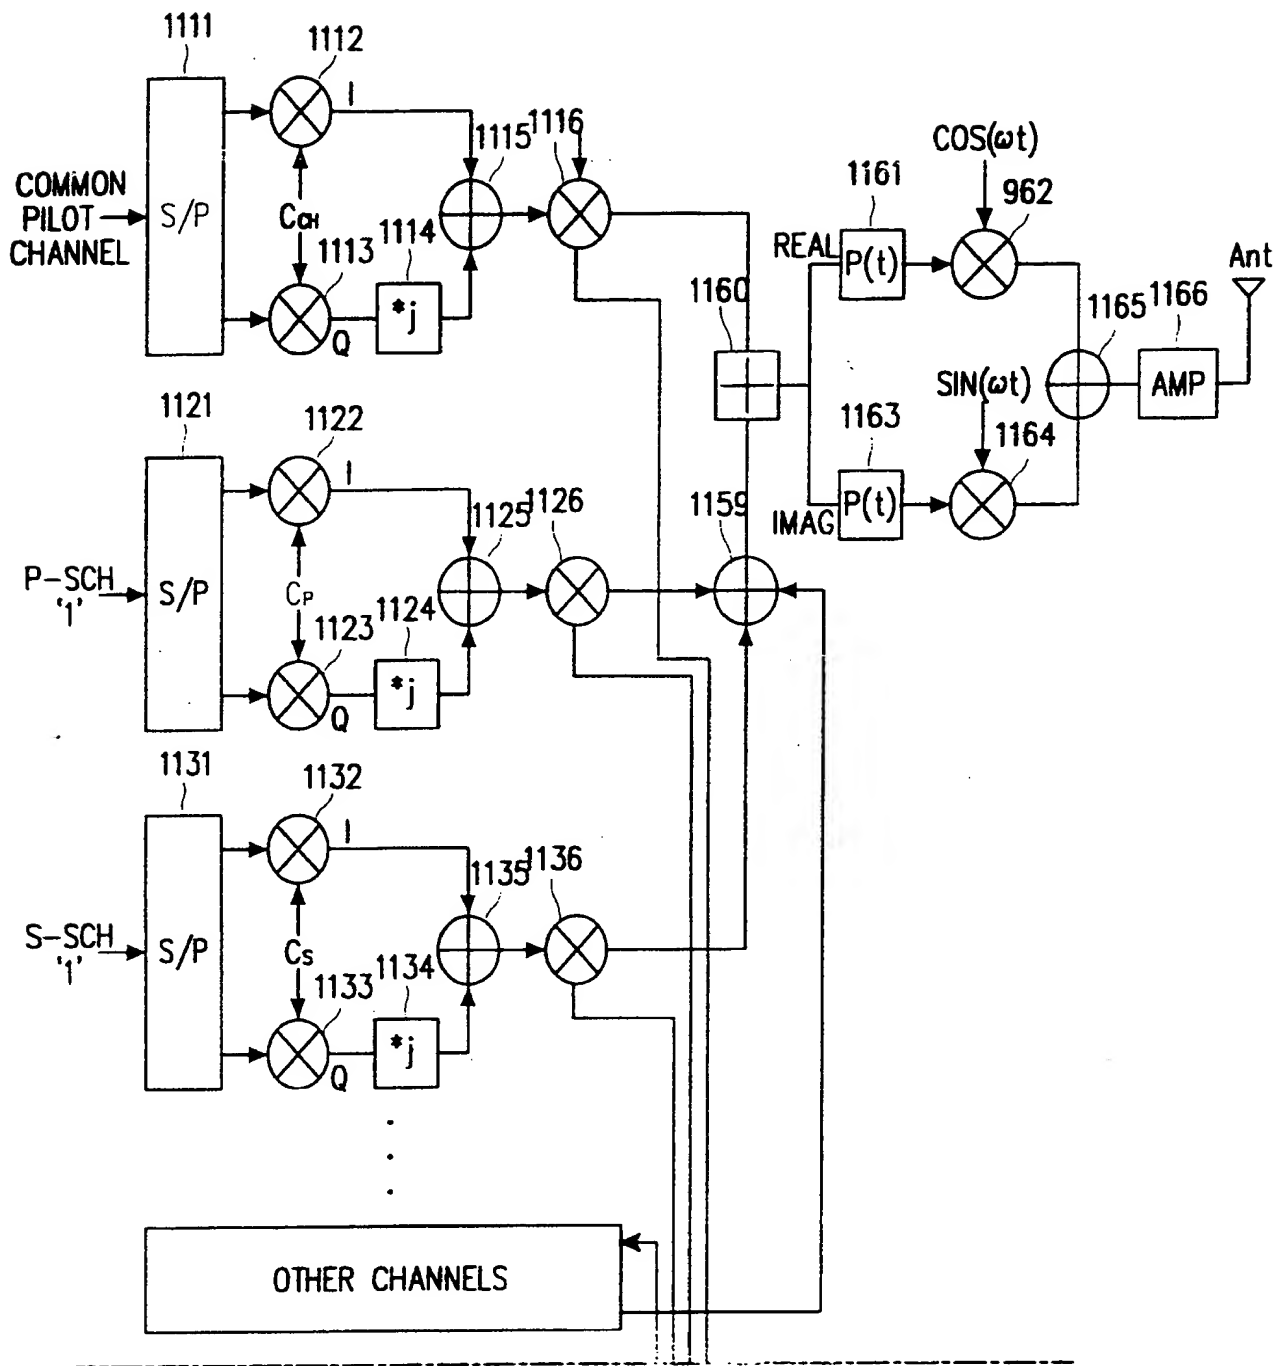 1111
1112
I
COMMON
PILOT
CHANNEL
S/P
CCH
1113
Q
1114
*j
1115
1116
1160
REAL
1161
P(t)
COS(ωt)
962
1165
1166
AMP
Ant
IMAG
1163
P(t)
SIN(ωt)
1164
1121
1122
I
P-SCH
'1'
S/P
CP
1123
Q
1124
*j
1125
1126
1159
1131
1132
I
S-SCH
'1'
S/P
CS
1133
Q
1134
*j
1135
1136
OTHER CHANNELS